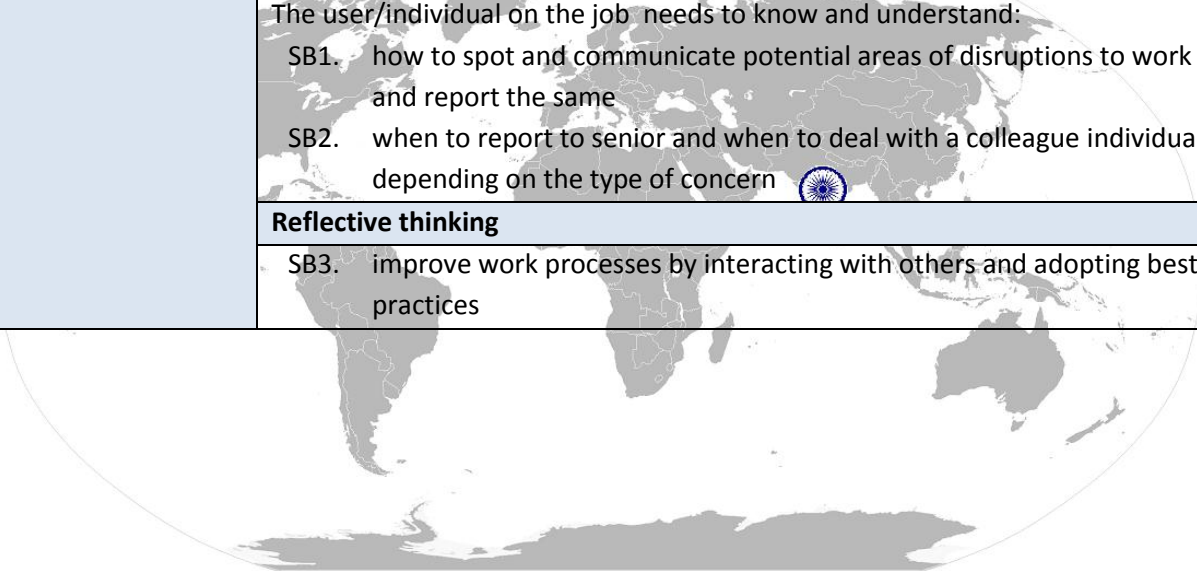 The user/individual on the job needs to know and understand:
SB1. how to spot and communicate potential areas of disruptions to work
and report the same
SB2. when to report to senior and when to deal with a colleague individua
depending on the type of concern
Reflective thinking
SB3. improve work processes by interacting with others and adopting best
practices